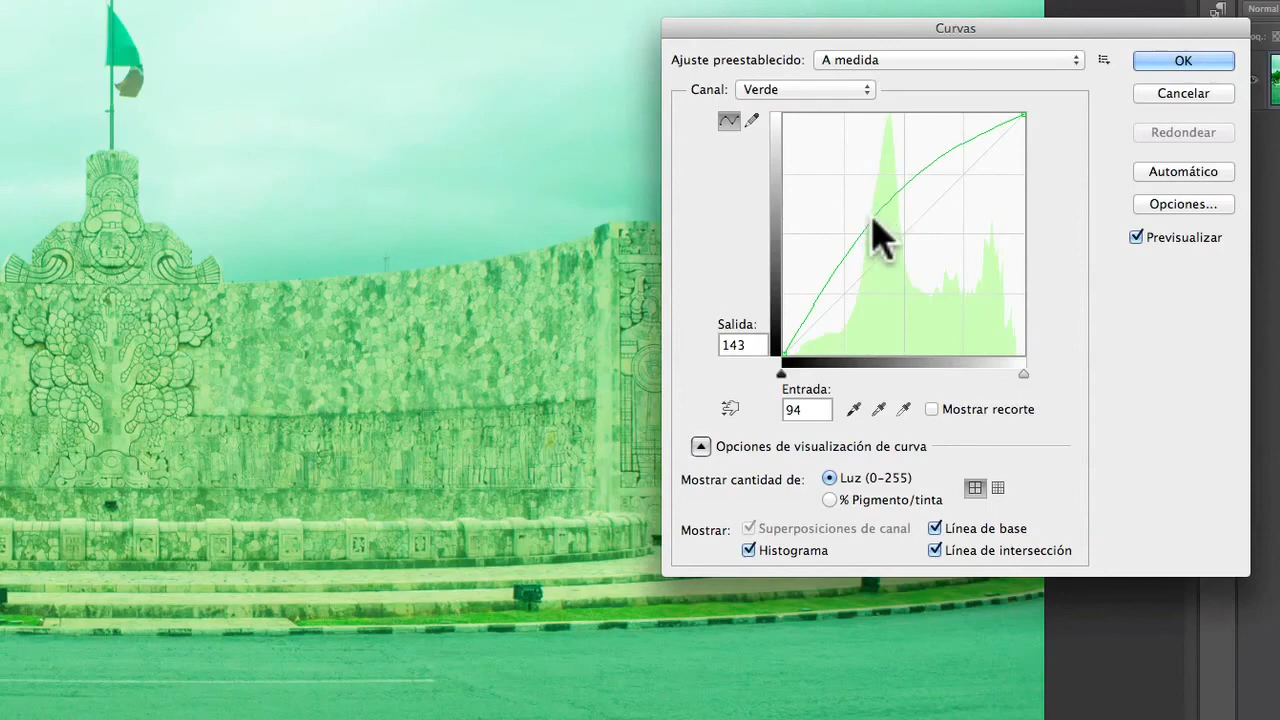 Normal
Curvas
Ajuste preestablecido: A medida OK
Canal: Verde Cancelar
Redondear
Automático
Opciones...
Previsualizar
Salida:
143
Entrada:
94 Mostrar recorte
Opciones de visualización de curva
Mostrar cantidad de: Luz (0-255)
% Pigmento/tinta
Mostrar: Superposiciones de canal Línea de base
Histograma Línea de intersección